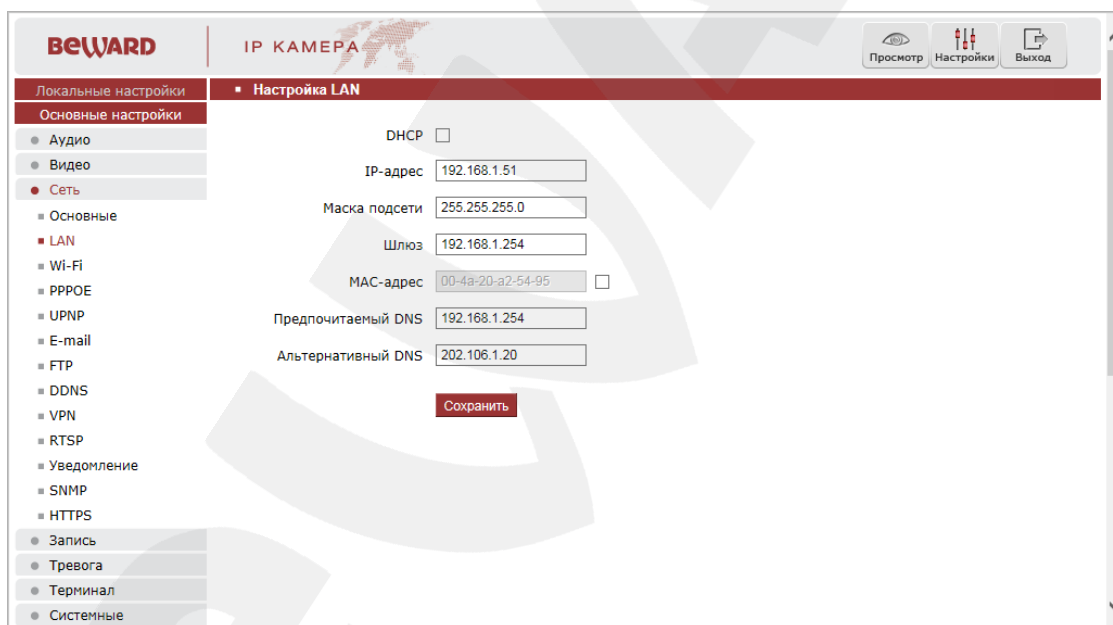 BEWARD
IP КАМЕРА
Просмотр
Настройки
Выход
Локальные настройки
Основные настройки
Аудио
Видео
Сеть
Основные
LAN
Wi-Fi
PPPOE
UPNP
E-mail
FTP
DDNS
VPN
RTSP
Уведомление
SNMP
HTTPS
Запись
Тревога
Терминал
Системные
Настройка LAN
DHCP
IP-адрес 192.168.1.51
Маска подсети 255.255.255.0
Шлюз 192.168.1.254
MAC-адрес 00-4a-20-a2-54-95
Предпочитаемый DNS 192.168.1.254
Альтернативный DNS 202.106.1.20
Сохранить